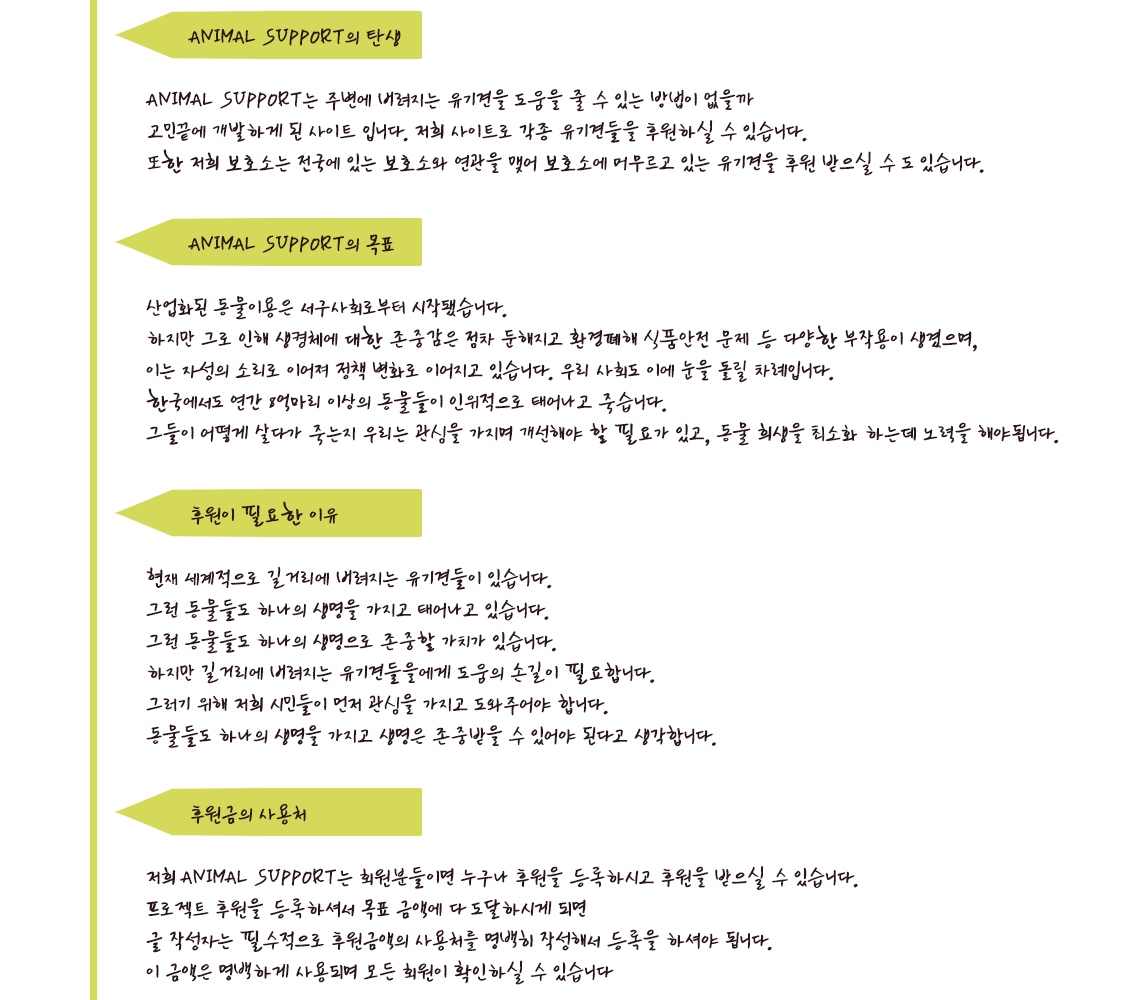 ANIMAL SUPPORT의 탄생
ANIMAL SUPPORT는 주변에 버려지는 유기견을 도움을 줄 수 있는 방법이 없을까
고민끝에 개발하게 된 사이트 입니다. 저희 사이트로 각종 유기견들을 후원하실 수 있습니다.
또한 저희 보호소는 전국에 있는 보호소와 연관을 맺어 보호소에 머무르고 있는 유기견을 후원 받으실 수 도 있습니다.
ANIMAL SUPPORT의 목표
산업화된 동물이용은 서구사회로부터 시작됐습니다.
하지만 그로 인해 생명체에 대한 존중감은 점차 둔해지고 환경폐해 식품안전 문제 등 다양한 부작용이 생겼으며,
이는 자성의 소리로 이어져 정책 변화로 이어지고 있습니다. 우리 사회도 이에 눈을 돌릴 차례입니다.
한국에서도 연간 8억마리 이상의 동물들이 인위적으로 태어나고 죽습니다.
그들이 어떻게 살다가 죽는지 우리는 관심을 가지며 개선해야 할 필요가 있고, 동물 희생을 최소화 하는데 노력을 해야됩니다.
후원이 필요한 이유
현재 세계적으로 길거리에 버려지는 유기견들이 있습니다.
그런 동물들도 하나의 생명을 가지고 태어나고 있습니다.
그런 동물들도 하나의 생명으로 존중할 가치가 있습니다.
하지만 길거리에 버려지는 유기견들을에게 도움의 손길이 필요합니다.
그러기 위해 저희 시민들이 먼저 관심을 가지고 도와주어야 합니다.
동물들도 하나의 생명을 가지고 생명은 존중받을 수 있어야 된다고 생각합니다.
후원금의 사용처
저희 ANIMAL SUPPORT는 회원분들이면 누구나 후원을 등록하시고 후원을 받으실 수 있습니다.
프로젝트 후원을 등록하셔서 목표 금액에 다 도달하시게 되면
글 작성자는 필수적으로 후원금액의 사용처를 명백히 작성해서 등록을 하셔야 됩니다.
이 금액은 명백하게 사용되며 모든 회원이 확인하실 수 있습니다